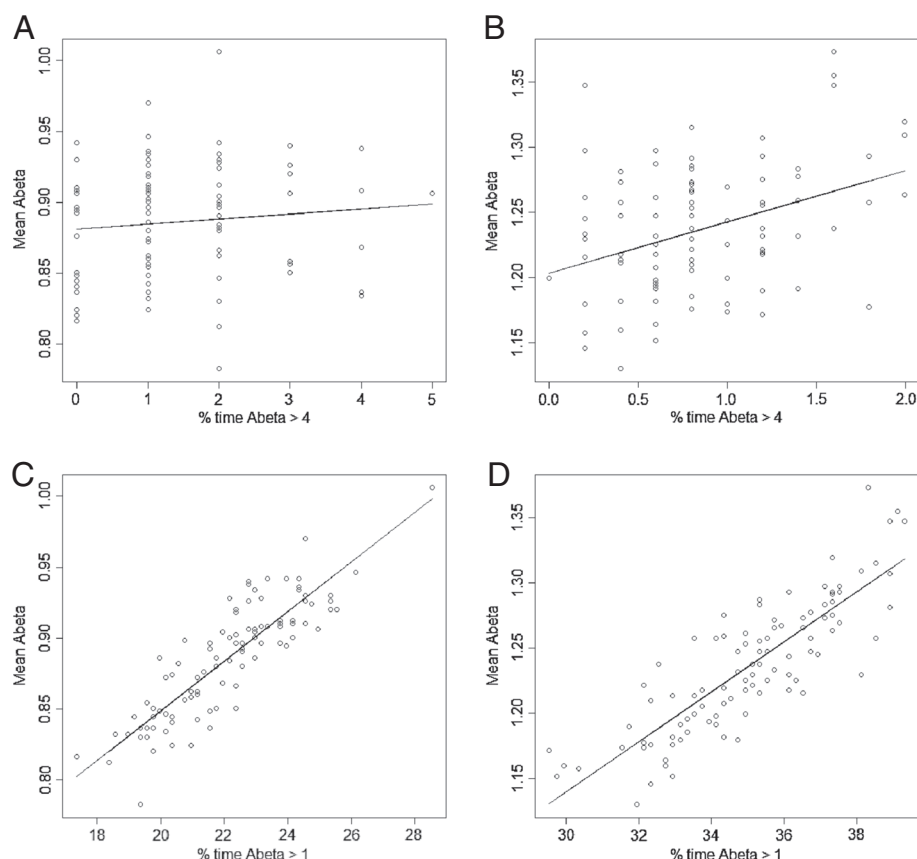 A
Mean Abeta
1.00
0.95
0.90
0.85
0.80
0 1 2 3 4 5
% time Abeta > 4
B
Mean Abeta
1.35
1.30
1.25
1.20
1.15
0.0 0.5 1.0 1.5 2.0
% time Abeta > 4
C
Mean Abeta
1.00
0.95
0.90
0.85
0.80
18 20 22 24 26 28
% time Abeta > 1
D
Mean Abeta
1.35
1.30
1.25
1.20
1.15
30 32 34 36 38
% time Abeta > 1